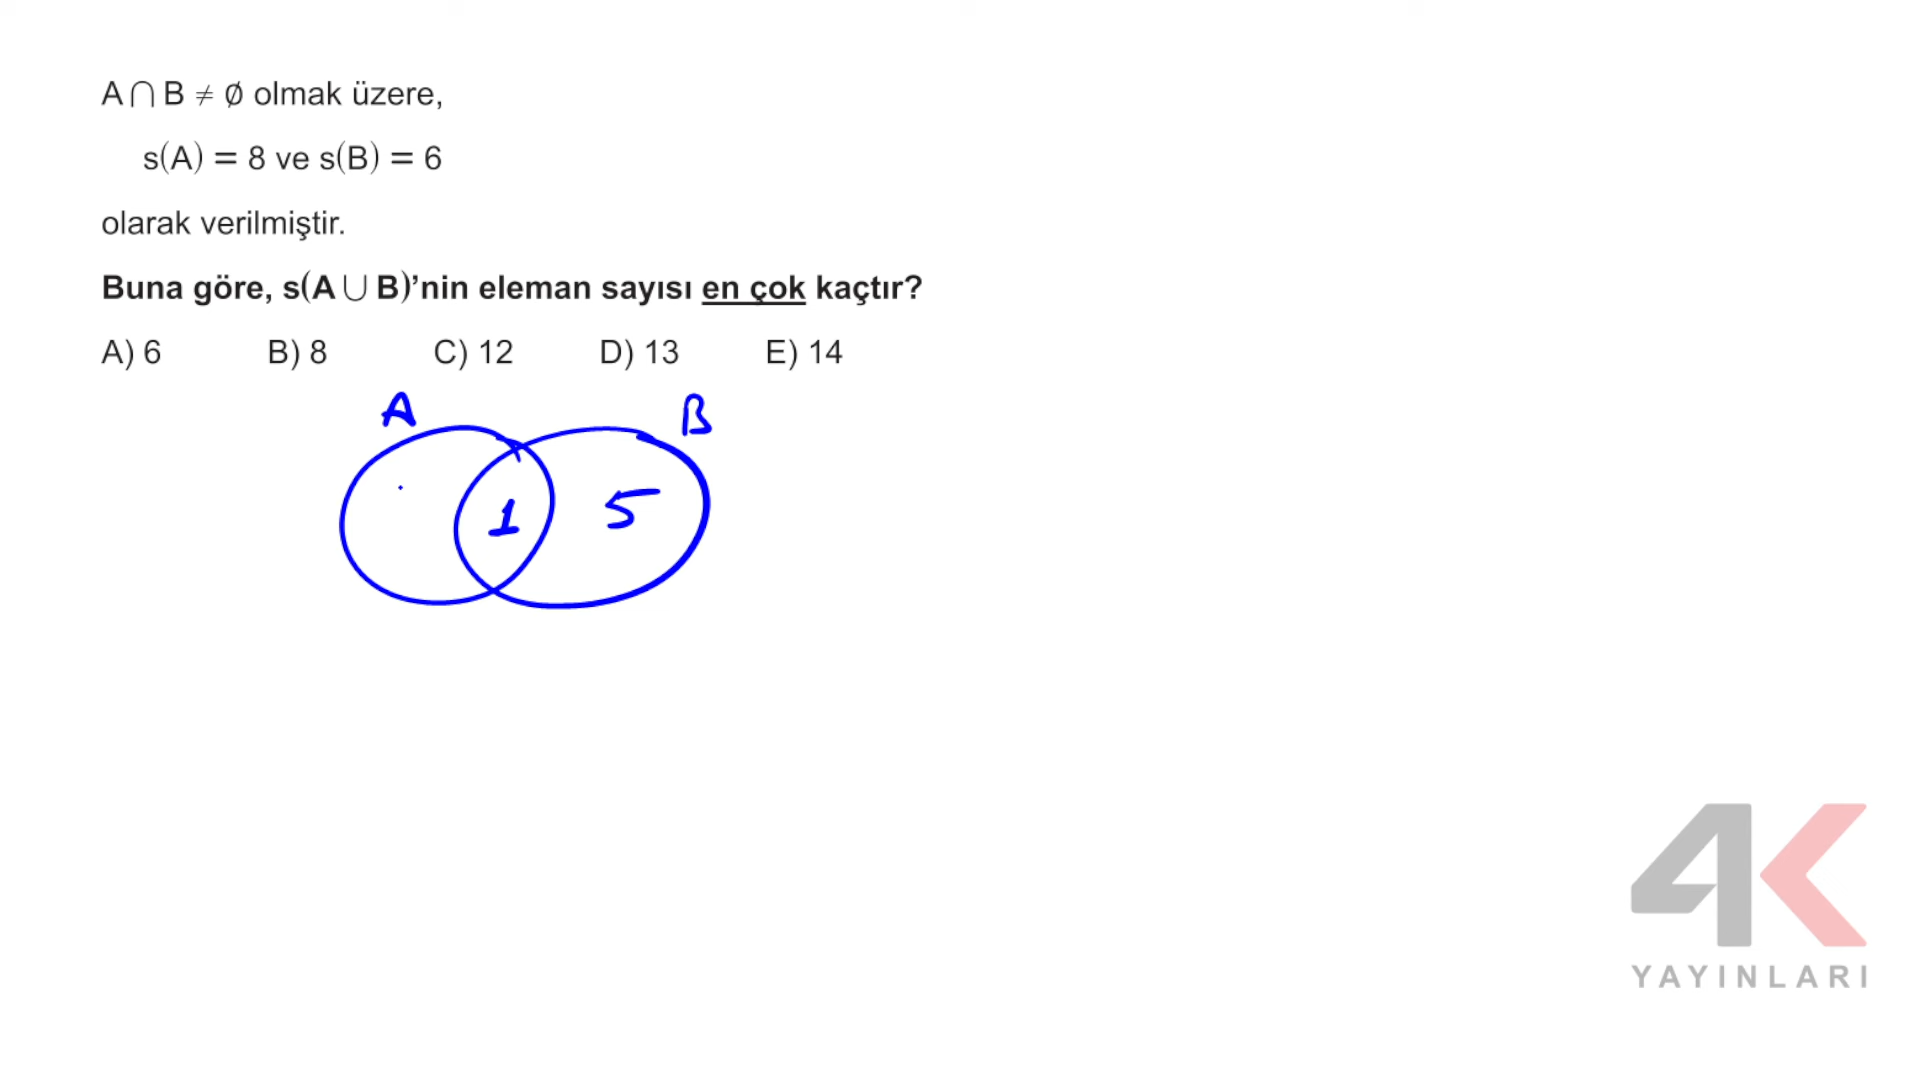 A ∩ B ≠ ∅ olmak üzere,
s(A) = 8 ve s(B) = 6
olarak verilmiştir.
Buna göre, s(A ∪ B)’nin eleman sayısı en çok kaçtır?
A) 6 B) 8 C) 12 D) 13 E) 14
A B
1 5
4K
YAYINLARI